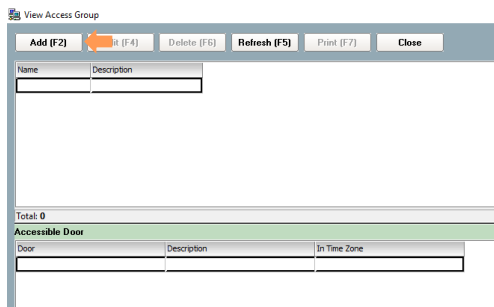 View Access Group
Add (F2) it (F4) Delete (F6) Refresh (F5) Print (F7) Close
Name Description
Total: 0
Accessible Door
Door Description In Time Zone